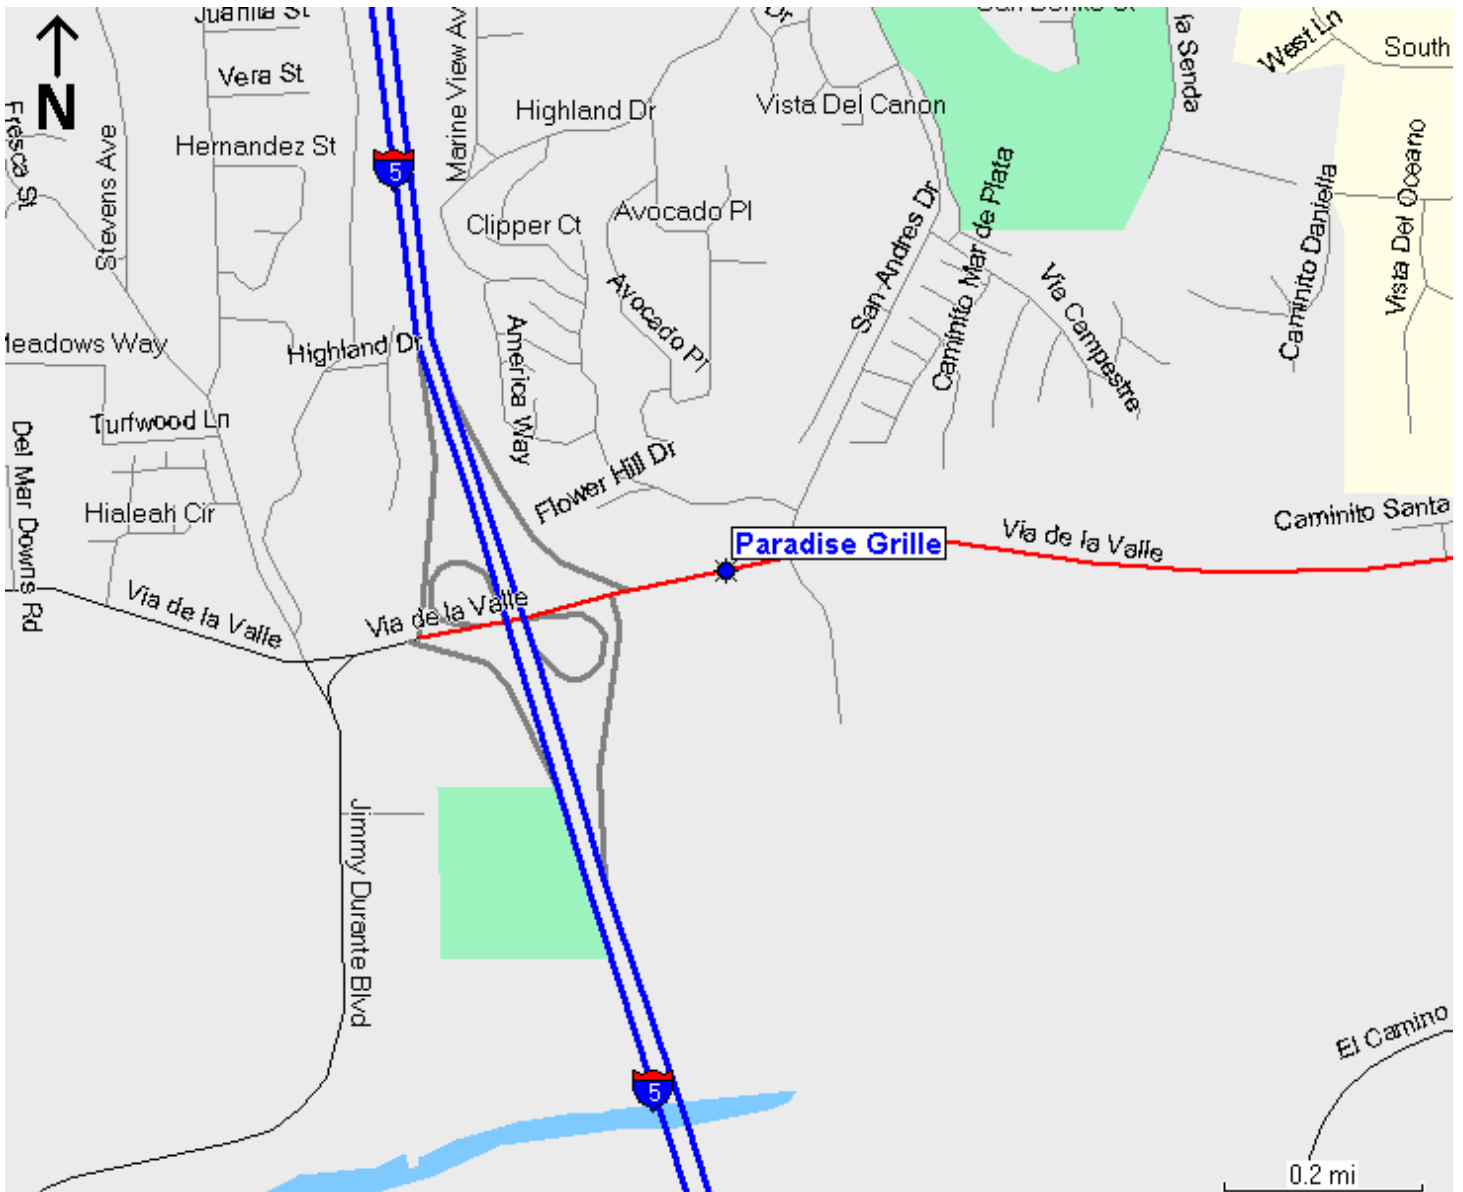 Juanita St
Vera St
Hernandez St
Fresca St
Stevens Ave
N
5
Marine View Av
Highland Dr
Dr
Vista Del Canon
la Senda
West Ln
South
Clipper Ct
Avocado Pl
Avocado Pl
San Andres Dr
Caminito Mar de Plata
Via Campestre
Caminito Daniella
Vista Del Oceano
Meadows Way
Highland Dr
America Way
Turfwood Ln
Del Mar Downs Rd
Hialeah Cir
Flower Hill Dr
Paradise Grille
Via de la Valle
Caminito Santa
Via de la Valle
Via de la Valle
Jimmy Durante Blvd
5
El Camino
0.2 mi